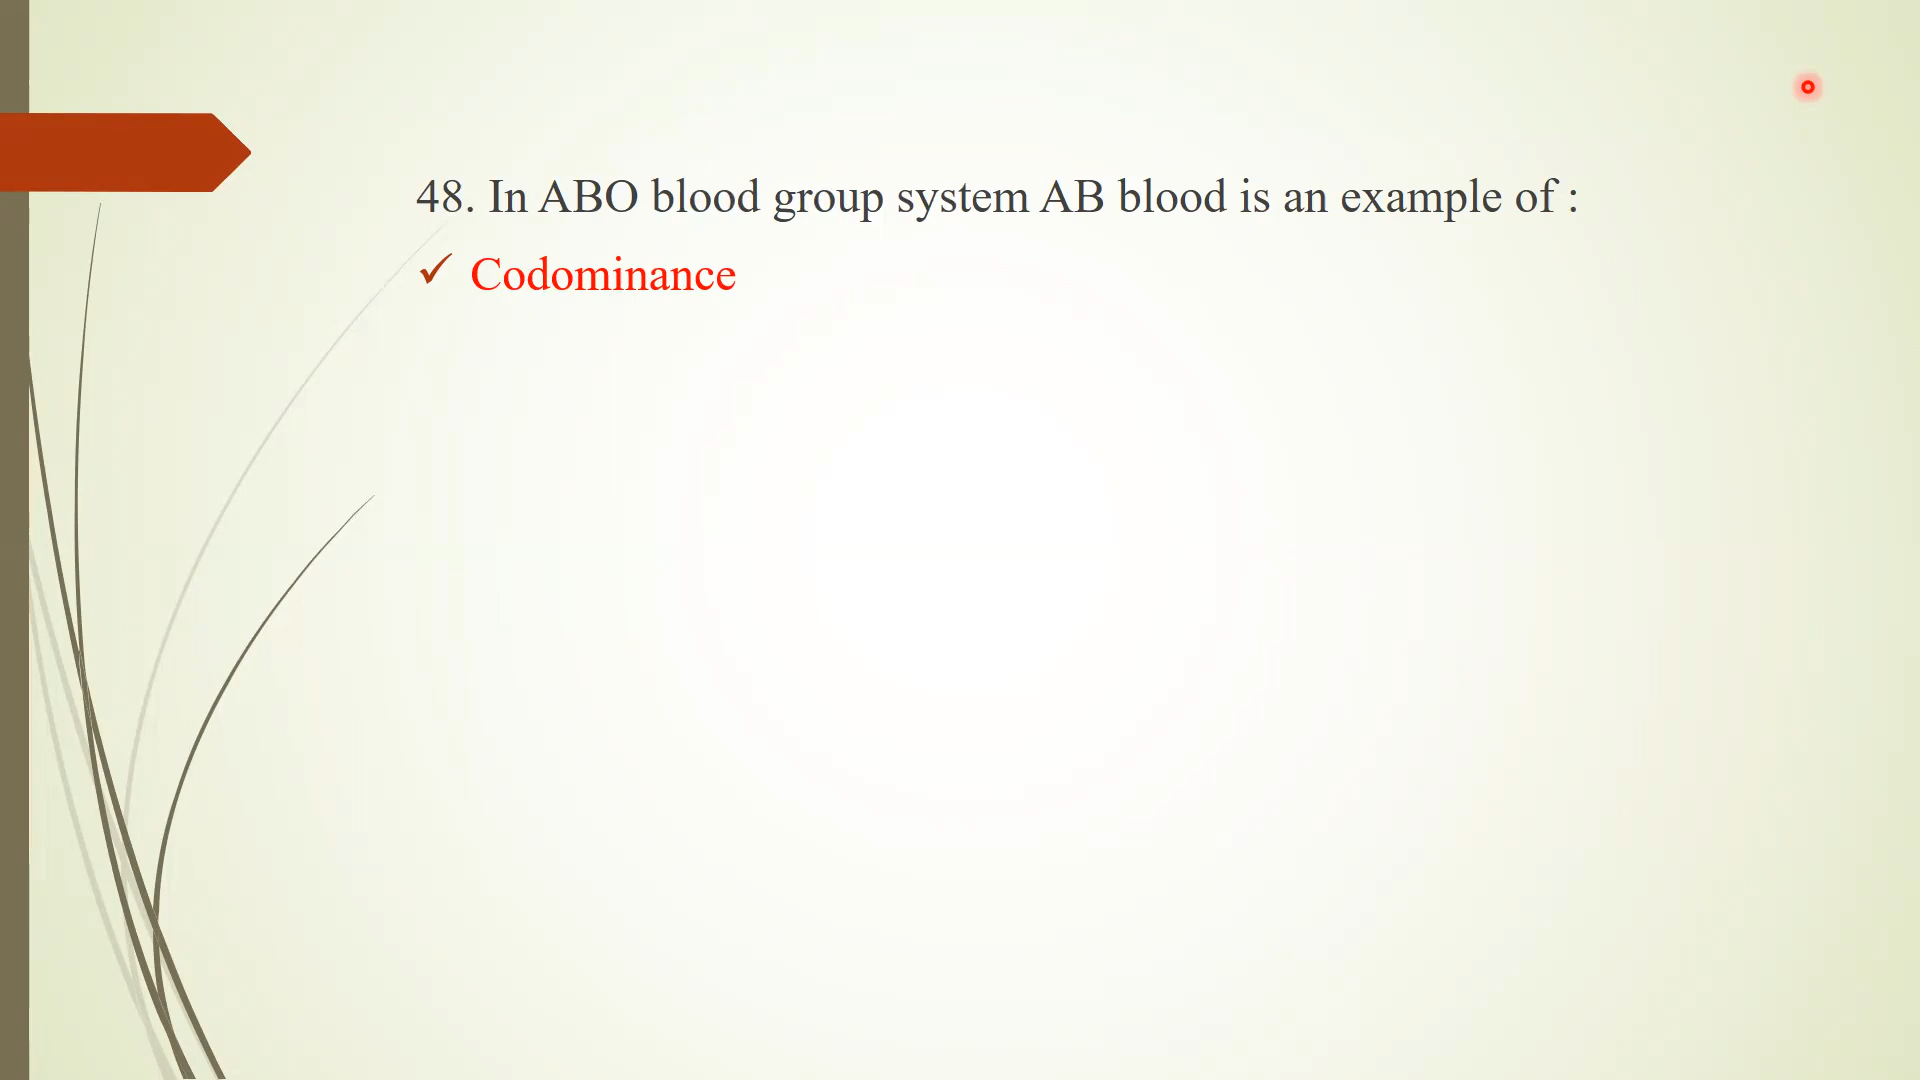 48. In ABO blood group system AB blood is an example of :
✓ Codominance